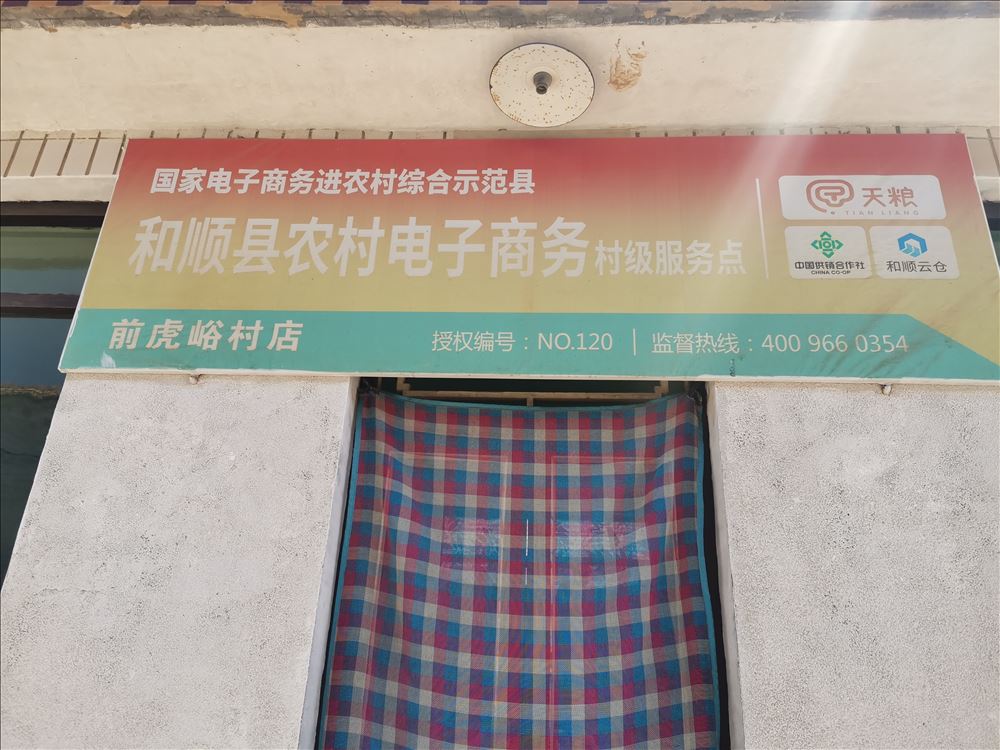 国家电子商务进农村综合示范县
和顺县农村电子商务村级服务点
天粮
TIAN LIANG
中国供销合作社
CHINA CO-OP
和顺云仓
前虎峪村店
授权编号：NO.120
监督热线：400 966 0354